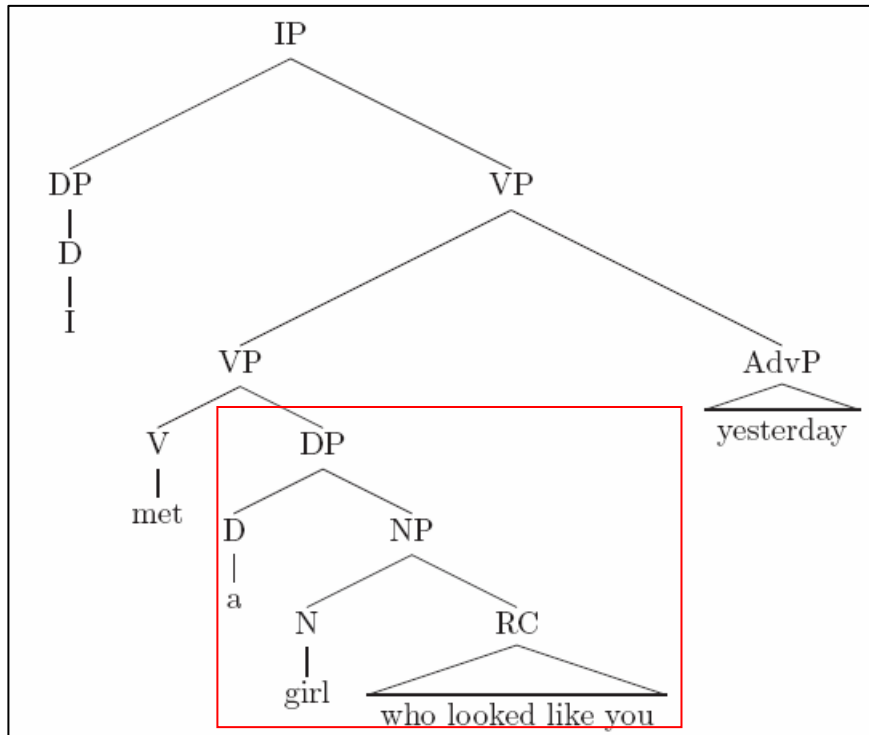 IP
DP VP
D
I
VP AdvP
yesterday
V DP
met
D NP
a
N RC
girl
who looked like you